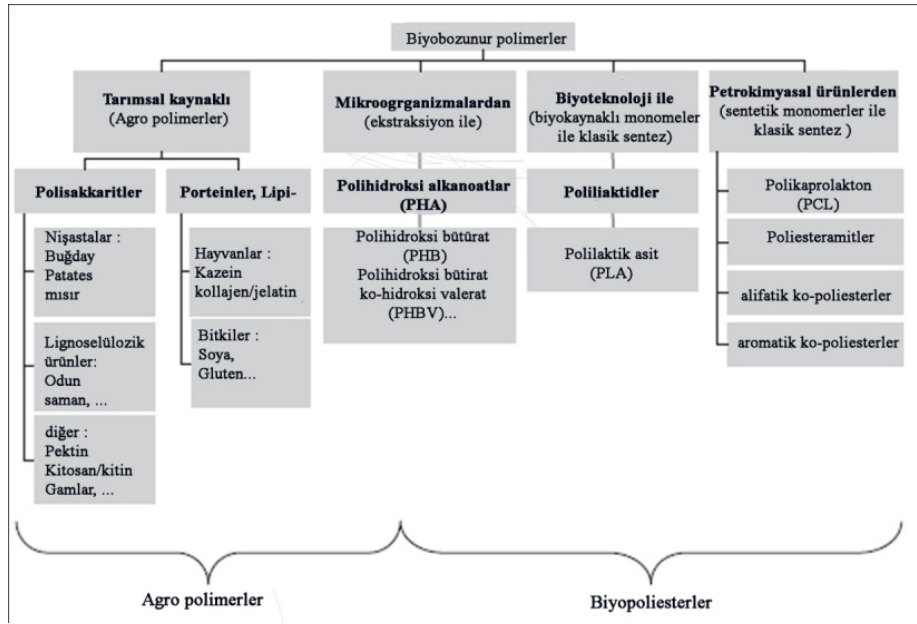 Biyobozunur polimerler
Tarımsal kaynaklı
(Agro polimerler)
Mikroogrganizmalardan
(ekstraksiyon ile)
Biyoteknoloji ile
(biyokaynaklı monomeler
ile klasik sentez)
Petrokimyasal ürünlerden
(sentetik monomerler ile
klasik sentez )
Polisakkaritler
Porteinler, Lipi-
Polihidroksi alkanoatlar
(PHA)
Poliliaktidler
Polikaprolakton
(PCL)
Poliesteramitler
alifatik ko-poliesterler
aromatik ko-poliesterler
Nişastalar :
Buğday
Patates
mısır
Lignoselülozik
ürünler:
Odun
saman, ...
diğer :
Pektin
Kitosan/kitin
Gamlar, ...
Hayvanlar :
Kazein
kollajen/jelatin
Bitkiler :
Soya,
Gluten...
Polihidroksi bütürat
(PHB)
Polihidroksi bütirat
ko-hidroksi valerat
(PHBV)...
Polilaktik asit
(PLA)
Agro polimerler
Biyopoliesterler